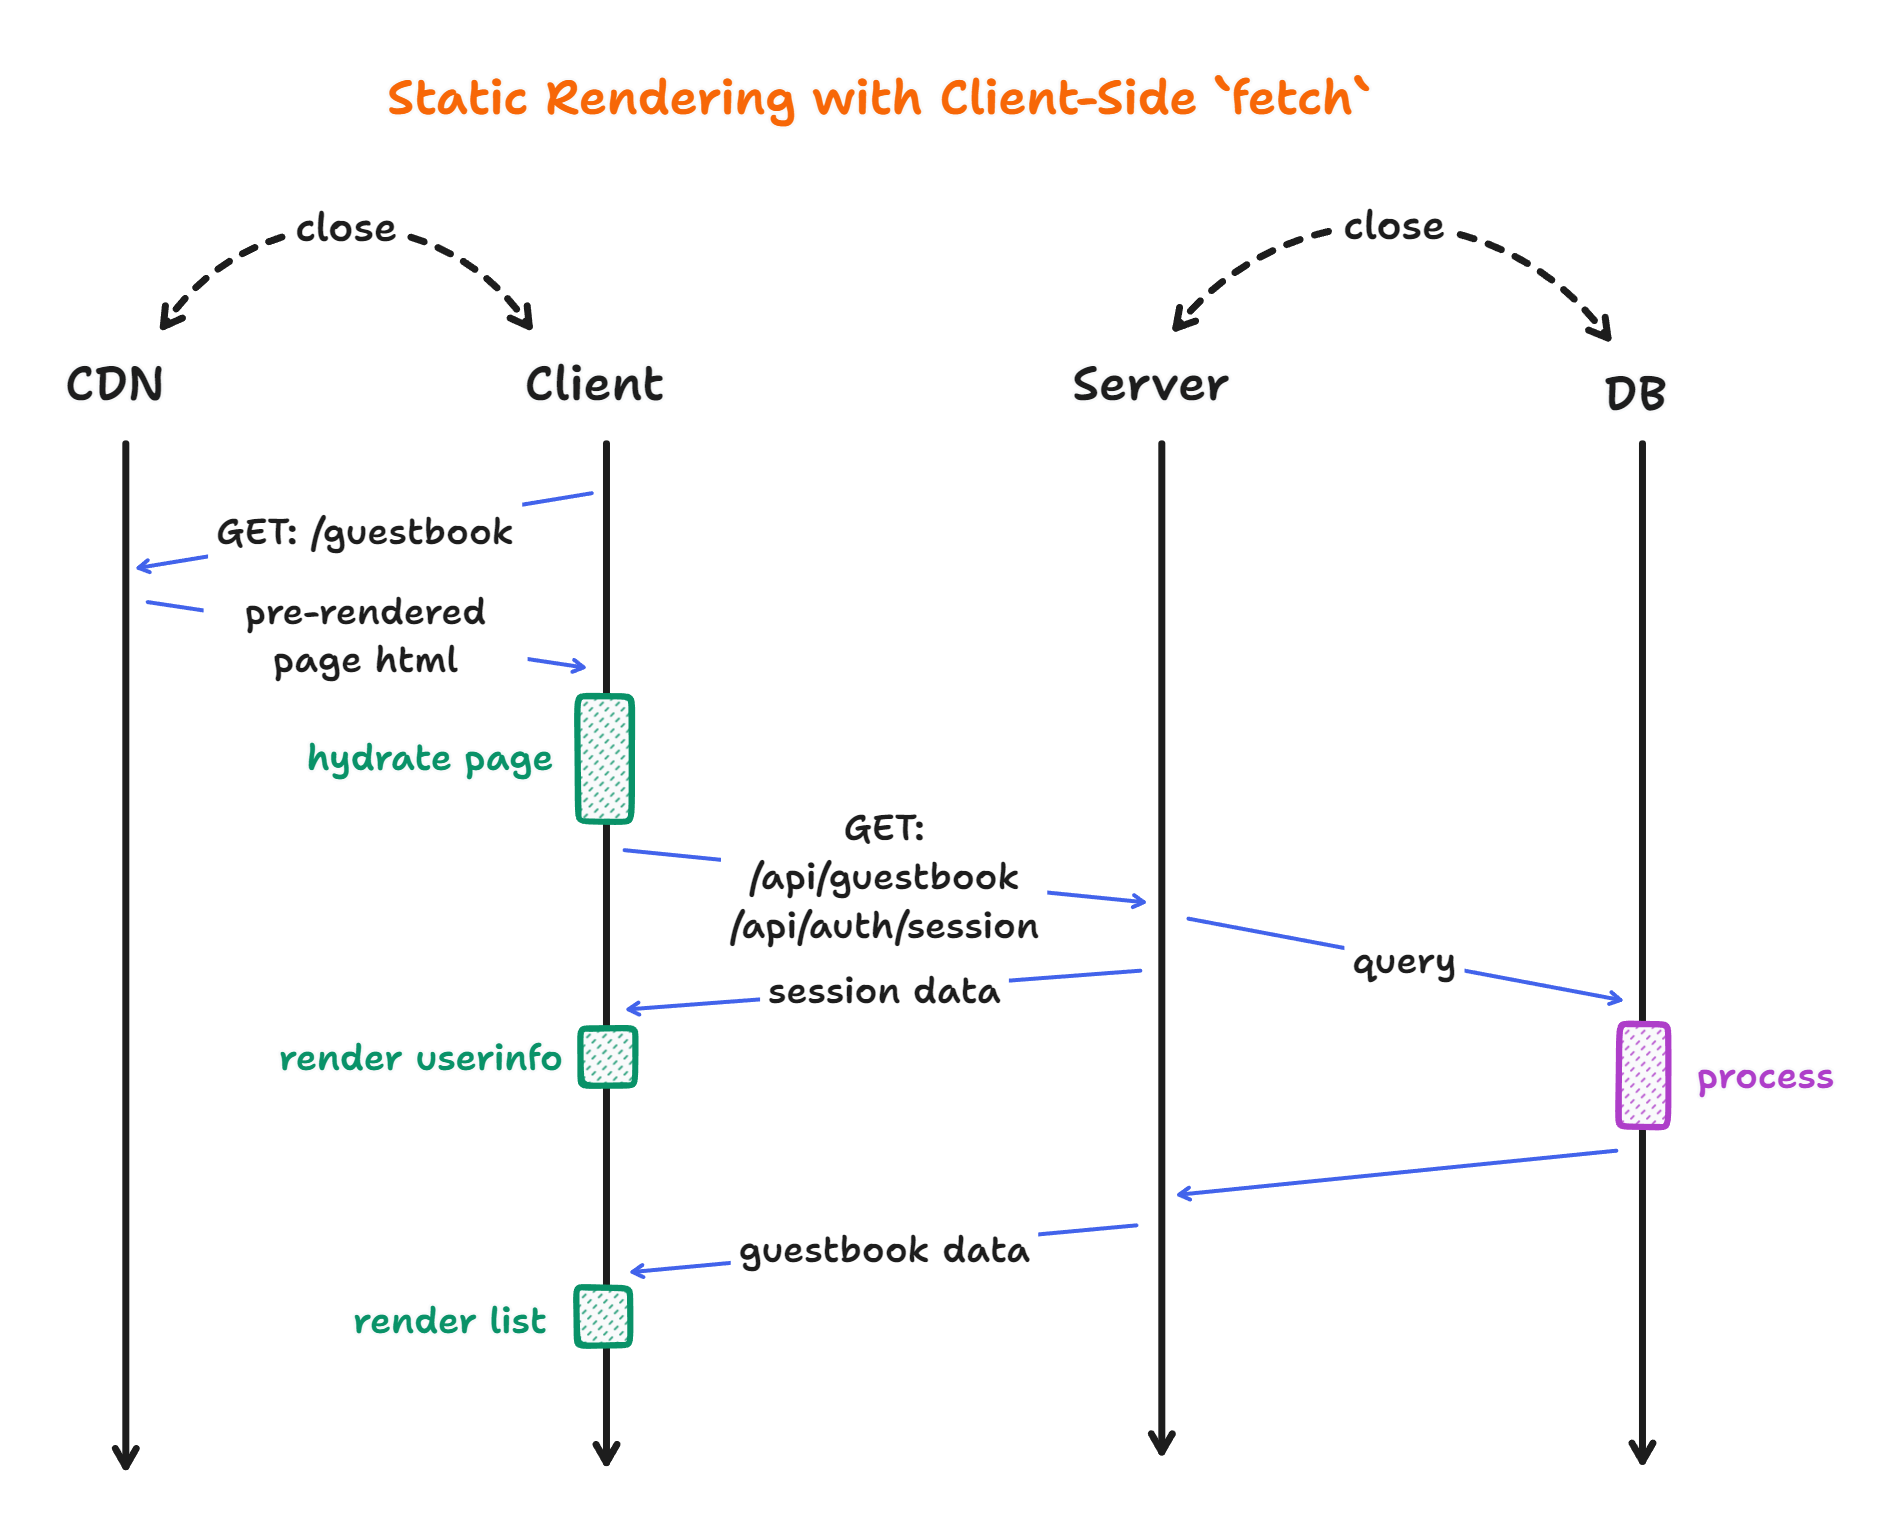 Static Rendering with Client-Side `fetch`
close
close
CDN
Client
Server
DB
GET: /guestbook
pre-rendered
page html
hydrate page
GET:
/api/guestbook
/api/auth/session
query
session data
render userinfo
process
guestbook data
render list